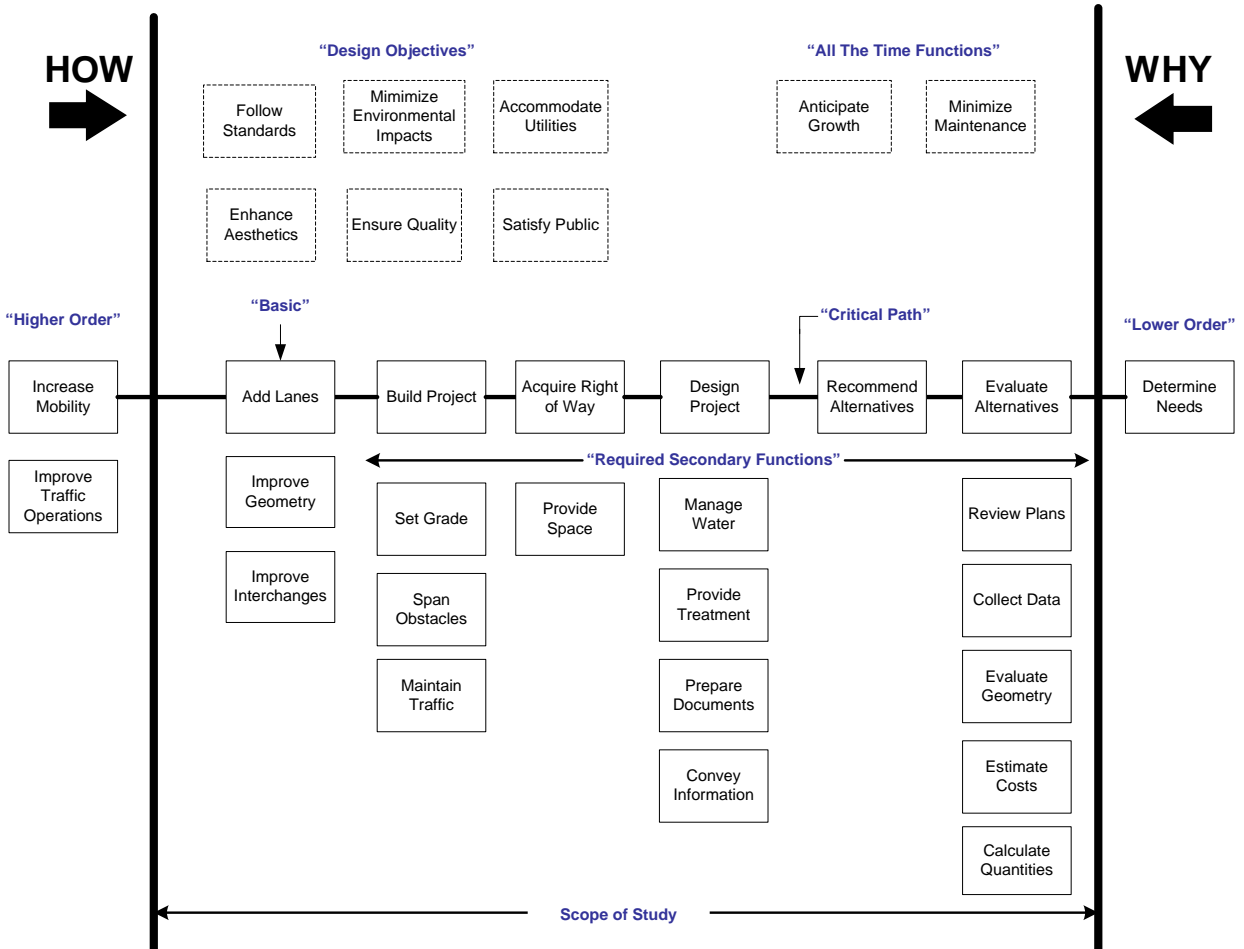 “Design Objectives”
“All The Time Functions”
HOW
WHY
Follow
Standards
Mimimize
Environmental
Impacts
Accommodate
Utilities
Anticipate
Growth
Minimize
Maintenance
Enhance
Aesthetics
Ensure Quality
Satisfy Public
“Higher Order”
“Basic”
“Critical Path”
“Lower Order”
Increase
Mobility
Add Lanes
Build Project
Acquire Right
of Way
Design
Project
Recommend
Alternatives
Evaluate
Alternatives
Determine
Needs
“Required Secondary Functions”
Improve
Traffic
Operations
Improve
Geometry
Improve
Interchanges
Set Grade
Span
Obstacles
Maintain
Traffic
Provide
Space
Manage
Water
Provide
Treatment
Prepare
Documents
Convey
Information
Review Plans
Collect Data
Evaluate
Geometry
Estimate
Costs
Calculate
Quantities
Scope of Study